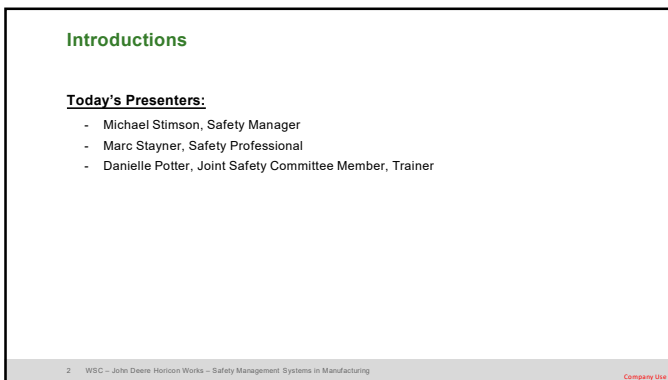 Introductions
Today's Presenters:
- Michael Stimson, Safety Manager
- Marc Stayner, Safety Professional
- Danielle Potter, Joint Safety Committee Member, Trainer
2 WSC – John Deere Horicon Works – Safety Management Systems in Manufacturing
Company Use